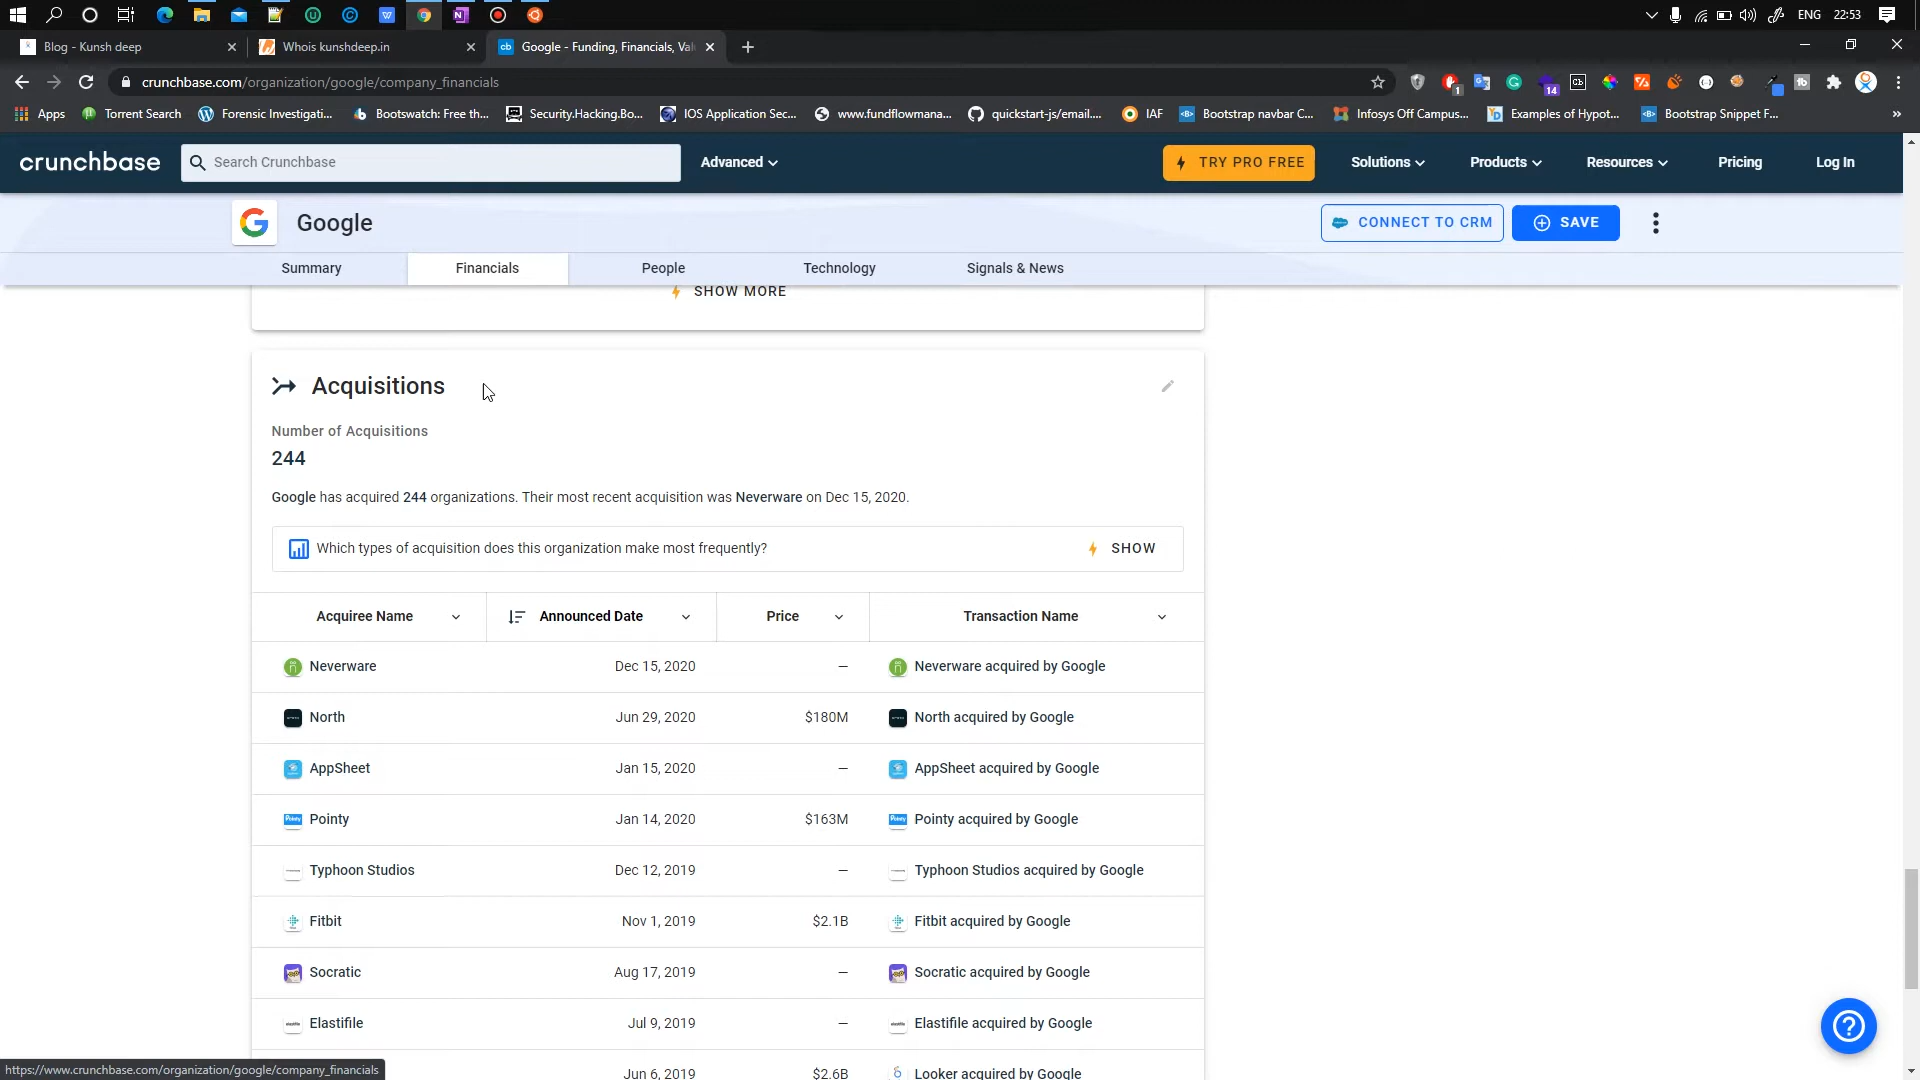 ENG 22:53
Blog - Kunsh deep
Whois kunshdeep.in
cb Google - Funding, Financials, Val
crunchbase.com/organization/google/company_financials
1
14
Apps
Torrent Search
Forensic Investigati...
Bootswatch: Free th...
Security.Hacking.Bo...
IOS Application Sec...
www.fundflowmana...
quickstart-js/email....
IAF
Bootstrap navbar C...
Infosys Off Campus...
Examples of Hypot...
Bootstrap Snippet F...
»
crunchbase
Search Crunchbase
Advanced
TRY PRO FREE
Solutions
Products
Resources
Pricing
Log In
Google
CONNECT TO CRM
SAVE
Summary
Financials
People
Technology
Signals & News
SHOW MORE
Acquisitions
Number of Acquisitions
244
Google has acquired 244 organizations. Their most recent acquisition was Neverware on Dec 15, 2020.
Which types of acquisition does this organization make most frequently?
SHOW
Acquiree Name Announced Date Price Transaction Name
Neverware Dec 15, 2020 — Neverware acquired by Google
North Jun 29, 2020 $180M North acquired by Google
AppSheet Jan 15, 2020 — AppSheet acquired by Google
Pointy Jan 14, 2020 $163M Pointy acquired by Google
Typhoon Studios Dec 12, 2019 — Typhoon Studios acquired by Google
Fitbit Nov 1, 2019 $2.1B Fitbit acquired by Google
Socratic Aug 17, 2019 — Socratic acquired by Google
Elastifile Jul 9, 2019 — Elastifile acquired by Google
Jun 6, 2019 $2.6B Looker acquired by Google
https://www.crunchbase.com/organization/google/company_financials